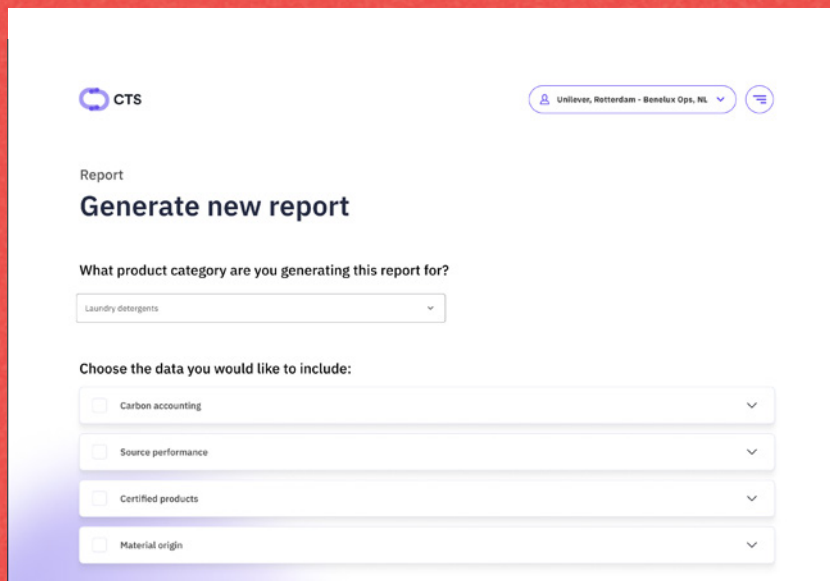 CTS
Unilever, Rotterdam - Benelux Ops, NL
Report
Generate new report
What product category are you generating this report for?
Laundry detergents
Choose the data you would like to include:
Carbon accounting
Source performance
Certified products
Material origin